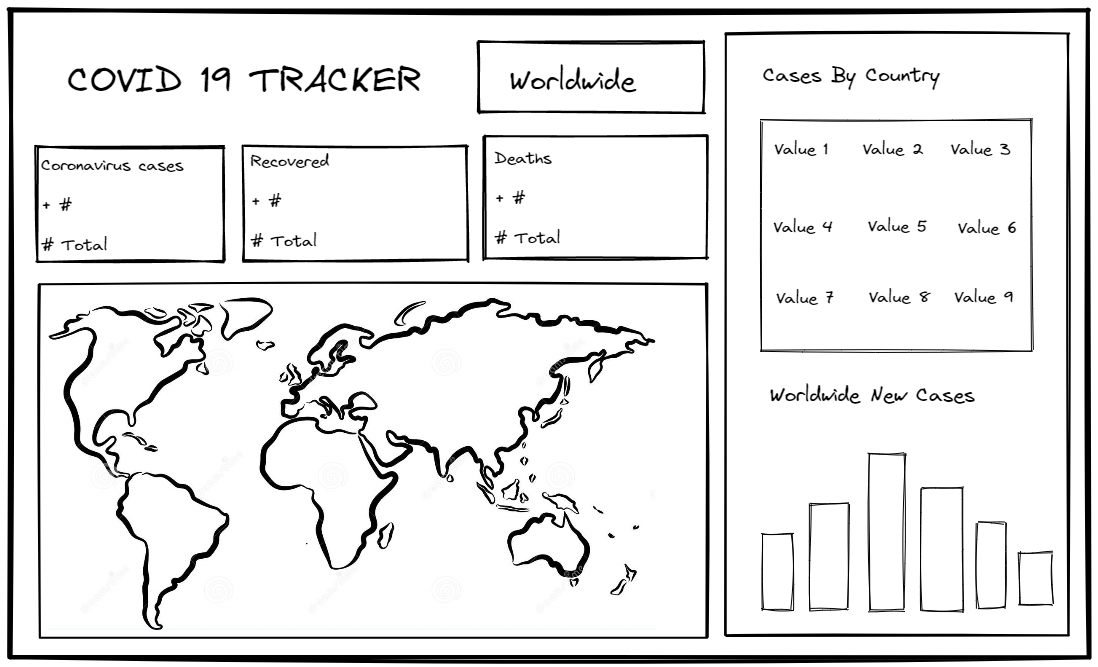 COVID 19 TRACKER
Worldwide
Coronavirus cases
+ #
# Total
Recovered
+ #
# Total
Deaths
+ #
# Total
Cases By Country
Value 1 Value 2 Value 3
Value 4 Value 5 Value 6
Value 7 Value 8 Value 9
Worldwide New Cases